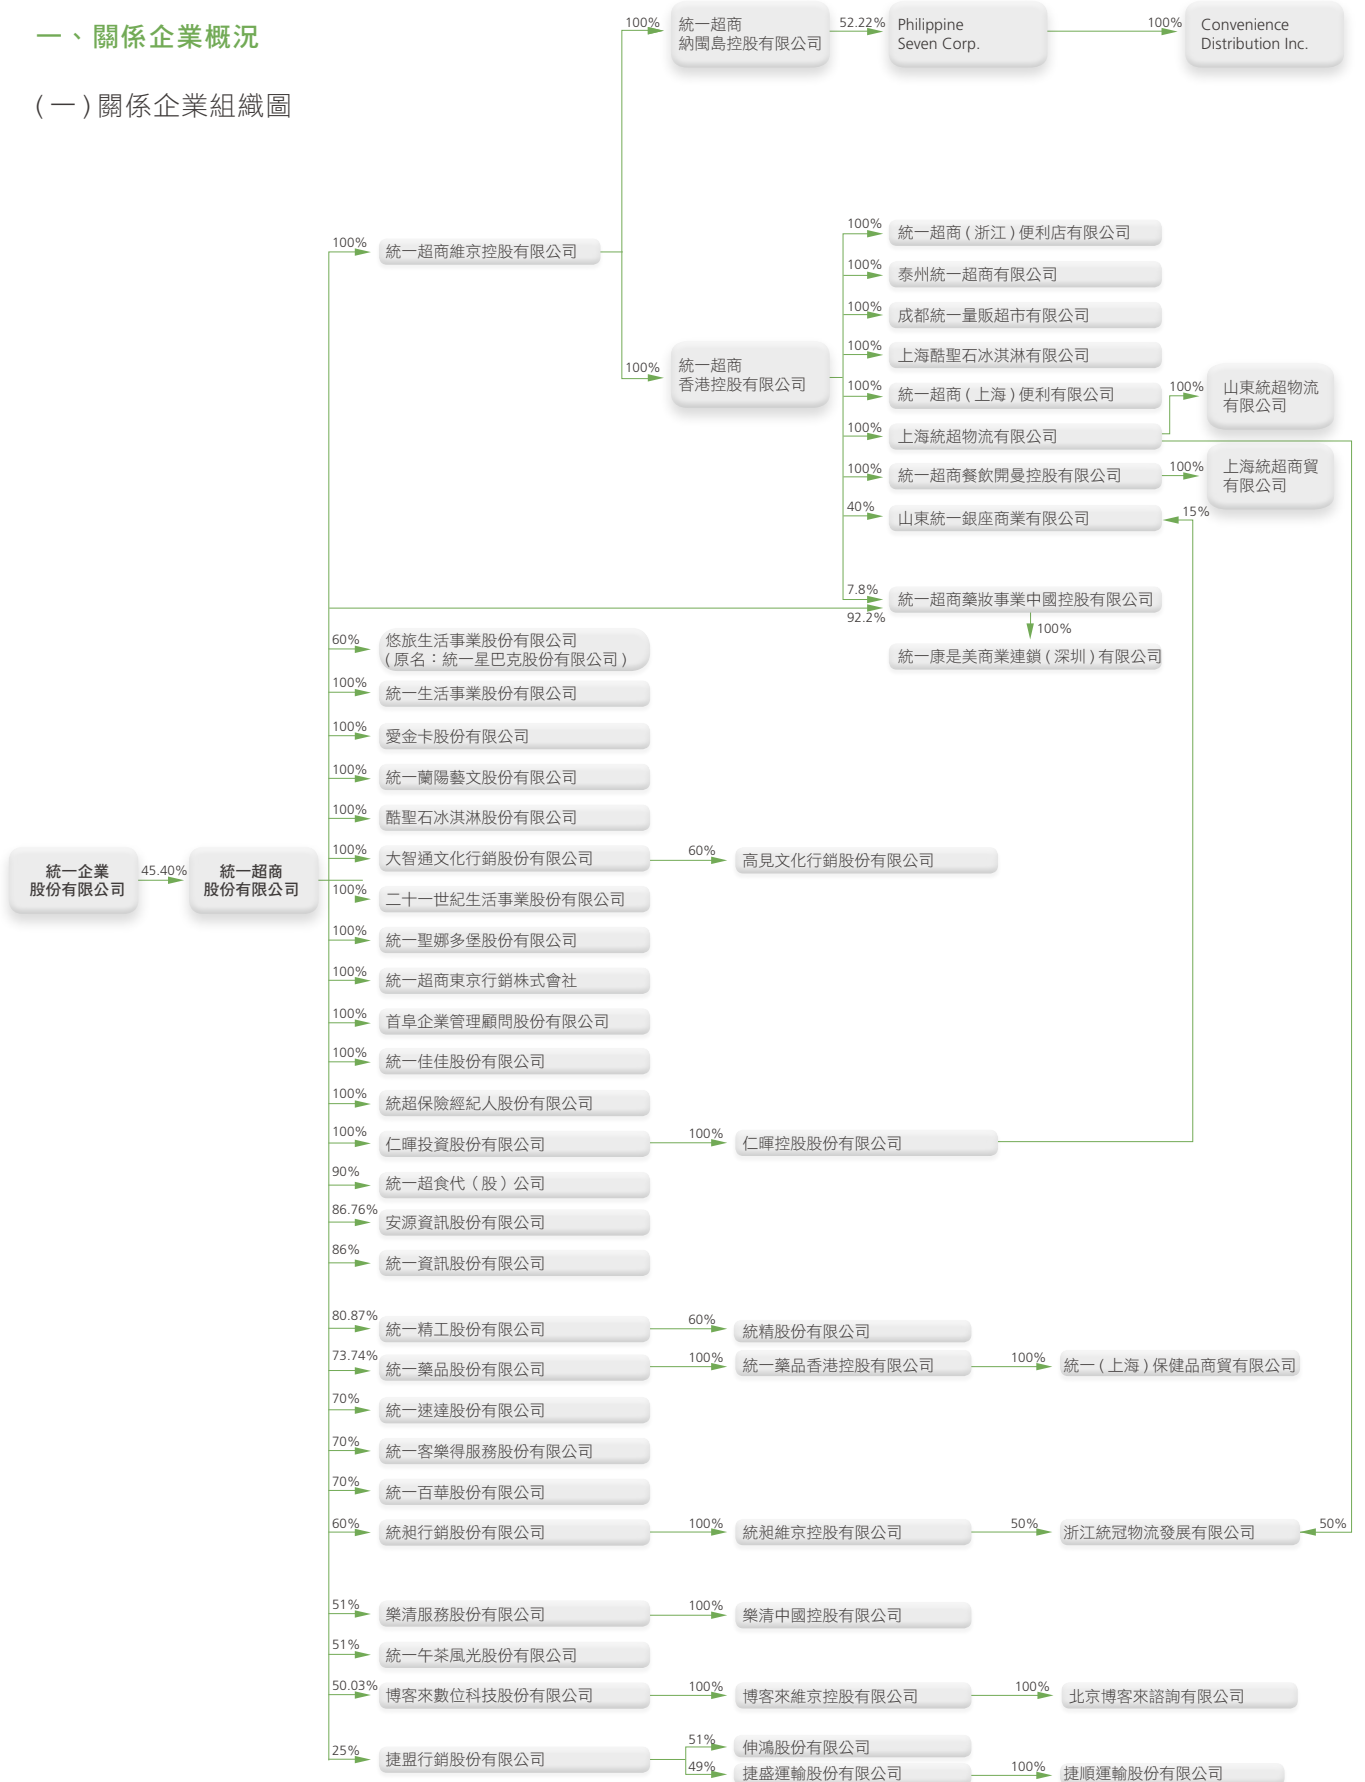 一、關係企業概況
(一)關係企業組織圖
100%
統一超商
納閩島控股有限公司
52.22%
Philippine
Seven Corp.
100%
Convenience
Distribution Inc.
100%
統一超商維京控股有限公司
100%
統一超商
香港控股有限公司
100%
統一超商(浙江)便利店有限公司
100%
泰州統一超商有限公司
100%
成都統一量販超市有限公司
100%
上海酷聖石冰淇淋有限公司
100%
統一超商(上海)便利有限公司
100%
上海統超物流有限公司
100%
山東統超物流
有限公司
100%
統一超商餐飲開曼控股有限公司
100%
上海統超商貿
有限公司
40%
山東統一銀座商業有限公司
15%
7.8%
92.2%
統一超商藥妝事業中國控股有限公司
100%
統一康是美商業連鎖(深圳)有限公司
60%
悠旅生活事業股份有限公司
(原名：統一星巴克股份有限公司)
100%
統一生活事業股份有限公司
100%
愛金卡股份有限公司
100%
統一蘭陽藝文股份有限公司
100%
酷聖石冰淇淋股份有限公司
100%
大智通文化行銷股份有限公司
60%
高見文化行銷股份有限公司
統一企業
股份有限公司
45.40%
統一超商
股份有限公司
100%
二十一世紀生活事業股份有限公司
100%
統一聖娜多堡股份有限公司
100%
統一超商東京行銷株式會社
100%
首阜企業管理顧問股份有限公司
100%
統一佳佳股份有限公司
100%
統超保險經紀人股份有限公司
100%
仁暉投資股份有限公司
100%
仁暉控股股份有限公司
90%
統一超食代（股）公司
86.76%
安源資訊股份有限公司
86%
統一資訊股份有限公司
80.87%
統一精工股份有限公司
60%
統精股份有限公司
73.74%
統一藥品股份有限公司
100%
統一藥品香港控股有限公司
100%
統一(上海)保健品商貿有限公司
70%
統一速達股份有限公司
70%
統一客樂得服務股份有限公司
70%
統一百華股份有限公司
60%
統昶行銷股份有限公司
100%
統昶維京控股有限公司
50%
浙江統冠物流發展有限公司
50%
51%
樂清服務股份有限公司
100%
樂清中國控股有限公司
51%
統一午茶風光股份有限公司
50.03%
博客來數位科技股份有限公司
100%
博客來維京控股有限公司
100%
北京博客來諮詢有限公司
25%
捷盟行銷股份有限公司
51%
伸鴻股份有限公司
49%
捷盛運輸股份有限公司
100%
捷順運輸股份有限公司